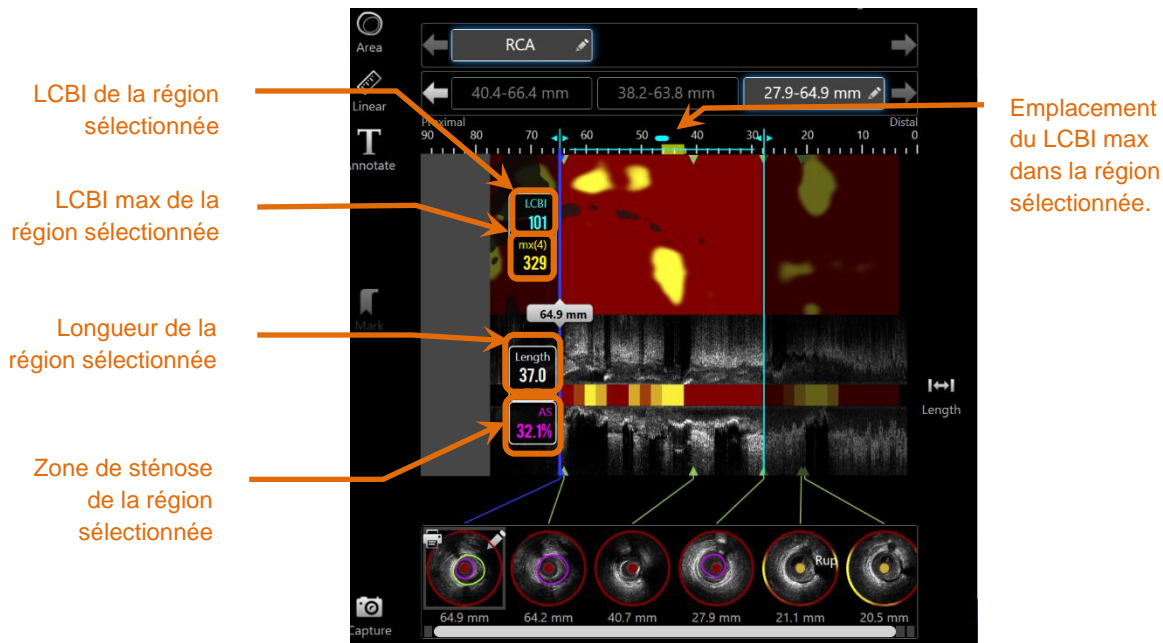 Area
RCA
Linear
40.4-66.4 mm
38.2-63.8 mm
27.9-64.9 mm
Proximal
Distal
90 80 70 60 50 40 30 20 10 0
Annotate
LCBI de la région
sélectionnée
LCBI max de la
région sélectionnée
Longueur de la
région sélectionnée
Zone de sténose
de la région
sélectionnée
Emplacement
du LCBI max
dans la région
sélectionnée.
LCBI
101
mx(4)
329
Mark
64.9 mm
Length
37.0
AS
32.1%
Length
Rup
64.9 mm
64.2 mm
40.7 mm
27.9 mm
21.1 mm
20.5 mm
Capture